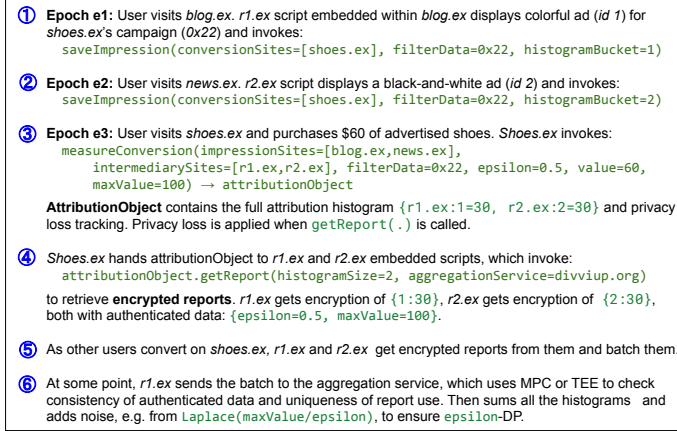 ① Epoch e1: User visits blog.ex. r1.ex script embedded within blog.ex displays colorful ad (id 1) for
shoes.ex's campaign (0x22) and invokes:
saveImpression(conversionSites=[shoes.ex], filterData=0x22, histogramBucket=1)
② Epoch e2: User visits news.ex. r2.ex script displays a black-and-white ad (id 2) and invokes:
saveImpression(conversionSites=[shoes.ex], filterData=0x22, histogramBucket=2)
③ Epoch e3: User visits shoes.ex and purchases $60 of advertised shoes. Shoes.ex invokes:
measureConversion(impressionSites=[blog.ex,news.ex],
intermediarySites=[r1.ex,r2.ex], filterData=0x22, epsilon=0.5, value=60,
maxValue=100) → attributionObject
AttributionObject contains the full attribution histogram {r1.ex:1=30, r2.ex:2=30} and privacy
loss tracking. Privacy loss is applied when getReport(.) is called.
④ Shoes.ex hands attributionObject to r1.ex and r2.ex embedded scripts, which invoke:
attributionObject.getReport(histogramSize=2, aggregationService=divviup.org)
to retrieve encrypted reports. r1.ex gets encryption of {1:30}, r2.ex gets encryption of {2:30},
both with authenticated data: {epsilon=0.5, maxValue=100}.
⑤ As other users convert on shoes.ex, r1.ex and r2.ex get encrypted reports from them and batch them.
⑥ At some point, r1.ex sends the batch to the aggregation service, which uses MPC or TEE to check
consistency of authenticated data and uniqueness of report use. Then sums all the histograms and
adds noise, e.g. from Laplace(maxValue/epsilon), to ensure epsilon-DP.